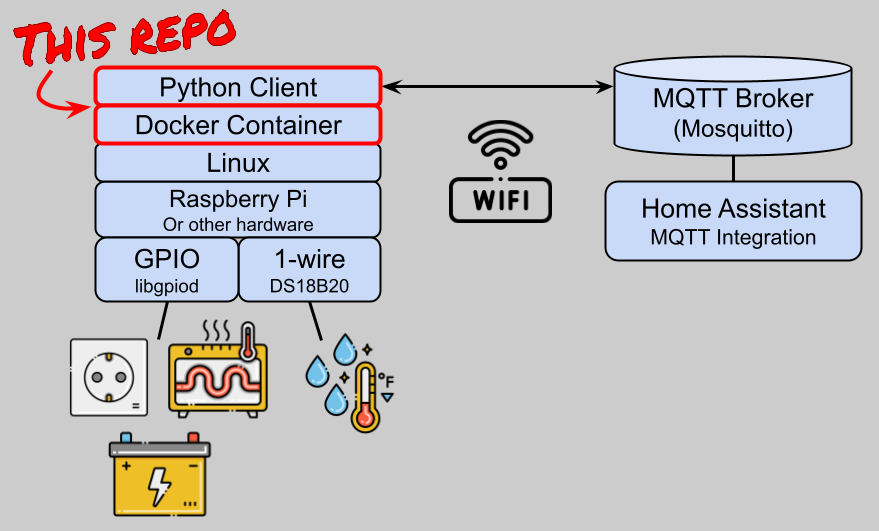 THIS REPO
Python Client
Docker Container
Linux
Raspberry Pi
Or other hardware
GPIO
libgpiod
1-wire
DS18B20
°F
+ −
MQTT Broker
(Mosquitto)
WIFI
Home Assistant
MQTT Integration